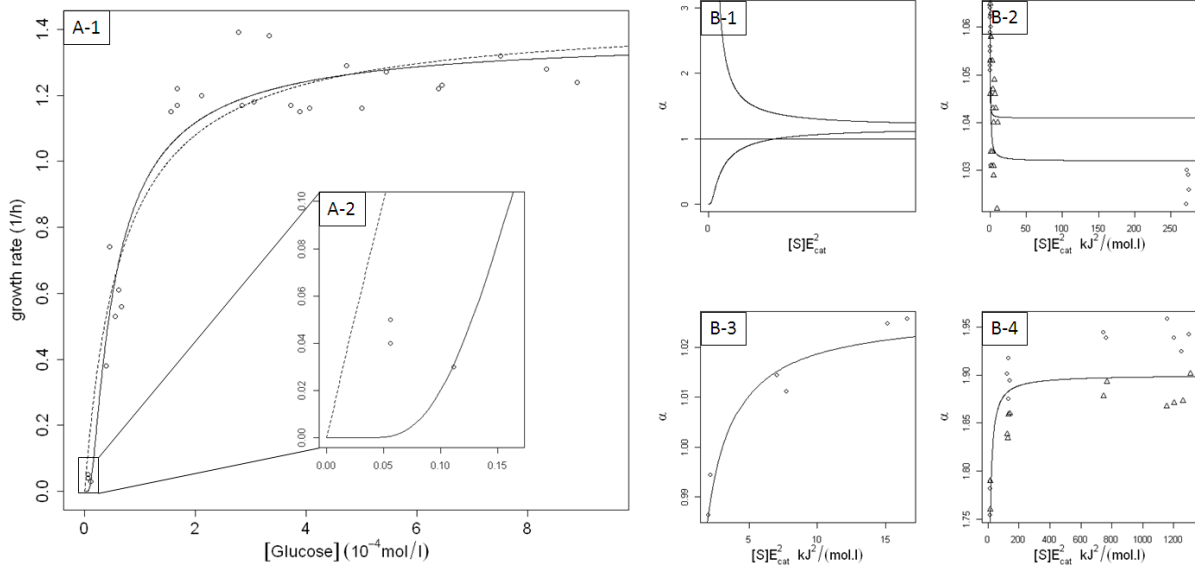 A-1
growth rate (1/h)
0.0 0.2 0.4 0.6 0.8 1.0 1.2 1.4
0 2 4 6 8
[Glucose] (10⁻⁴mol/l)
A-2
0.00 0.02 0.04 0.06 0.08 0.10
0.00 0.05 0.10 0.15
B-1
α
0 1 2 3
0
[S]E²cat
B-2
α
1.03 1.04 1.05 1.06
0 50 100 150 200 250
[S]E²cat kJ²/(mol.l)
B-3
α
0.99 1.00 1.01 1.02
5 10 15
[S]E²cat kJ²/(mol.l)
B-4
α
1.75 1.80 1.85 1.90 1.95
0 200 400 600 800 1000 1200
[S]E²cat kJ²/(mol.l)